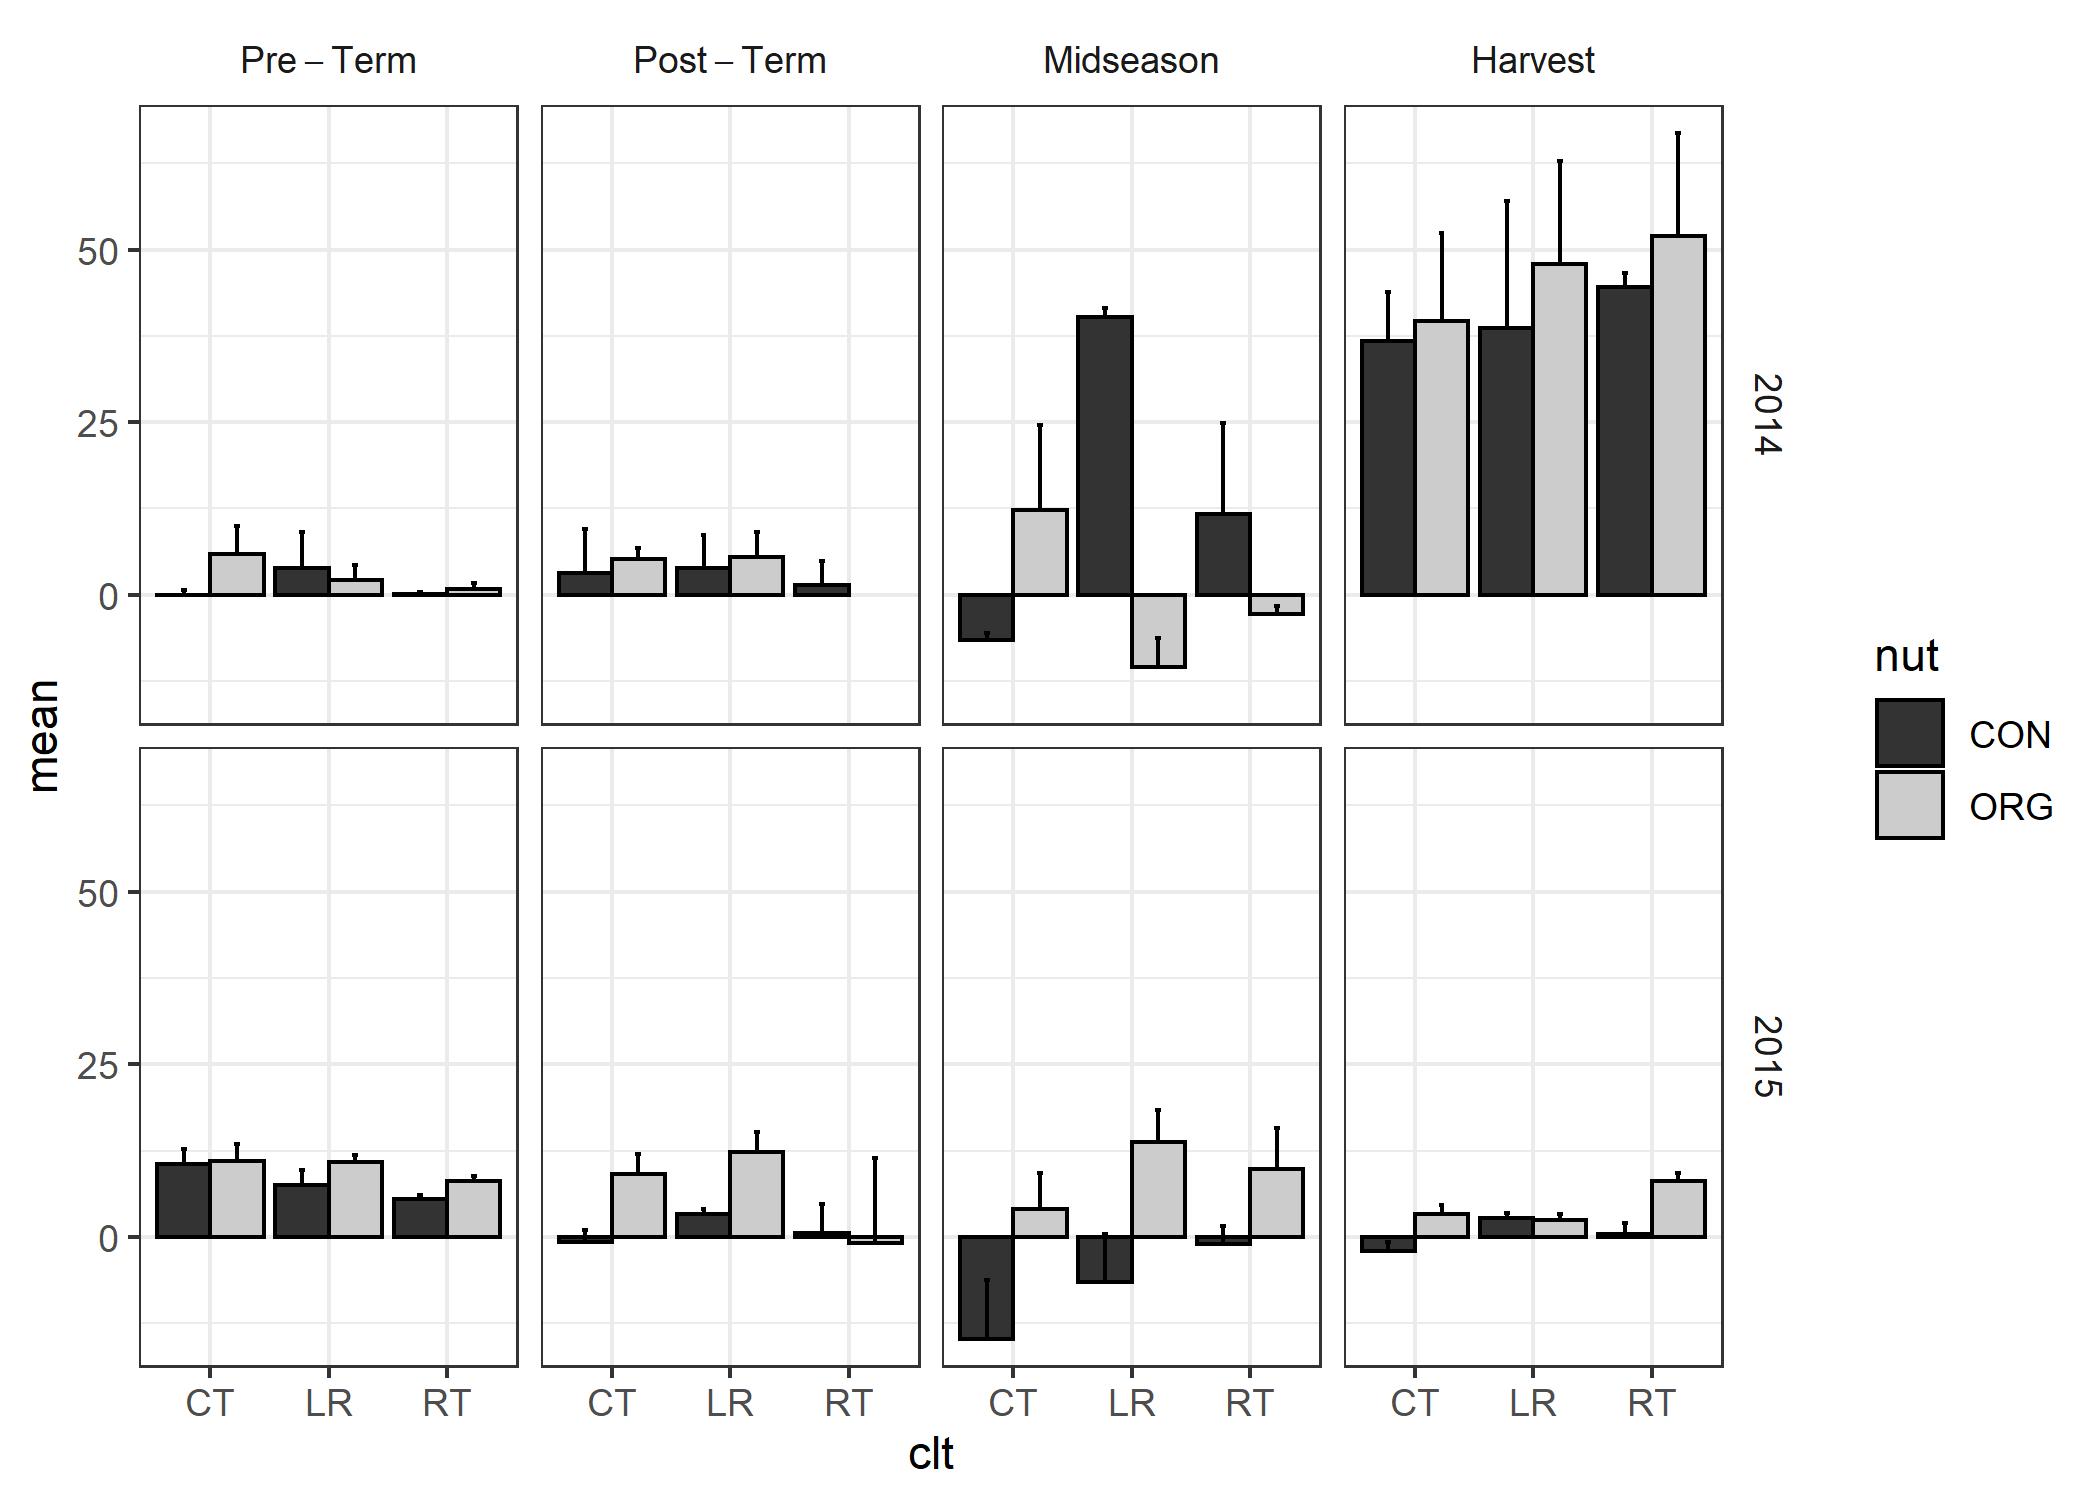 Pre – Term
Post – Term
Midseason
Harvest
50
25
0
2014
mean
50
25
0
2015
CT
LR
RT
CT
LR
RT
CT
LR
RT
CT
LR
RT
clt
nut
CON
ORG